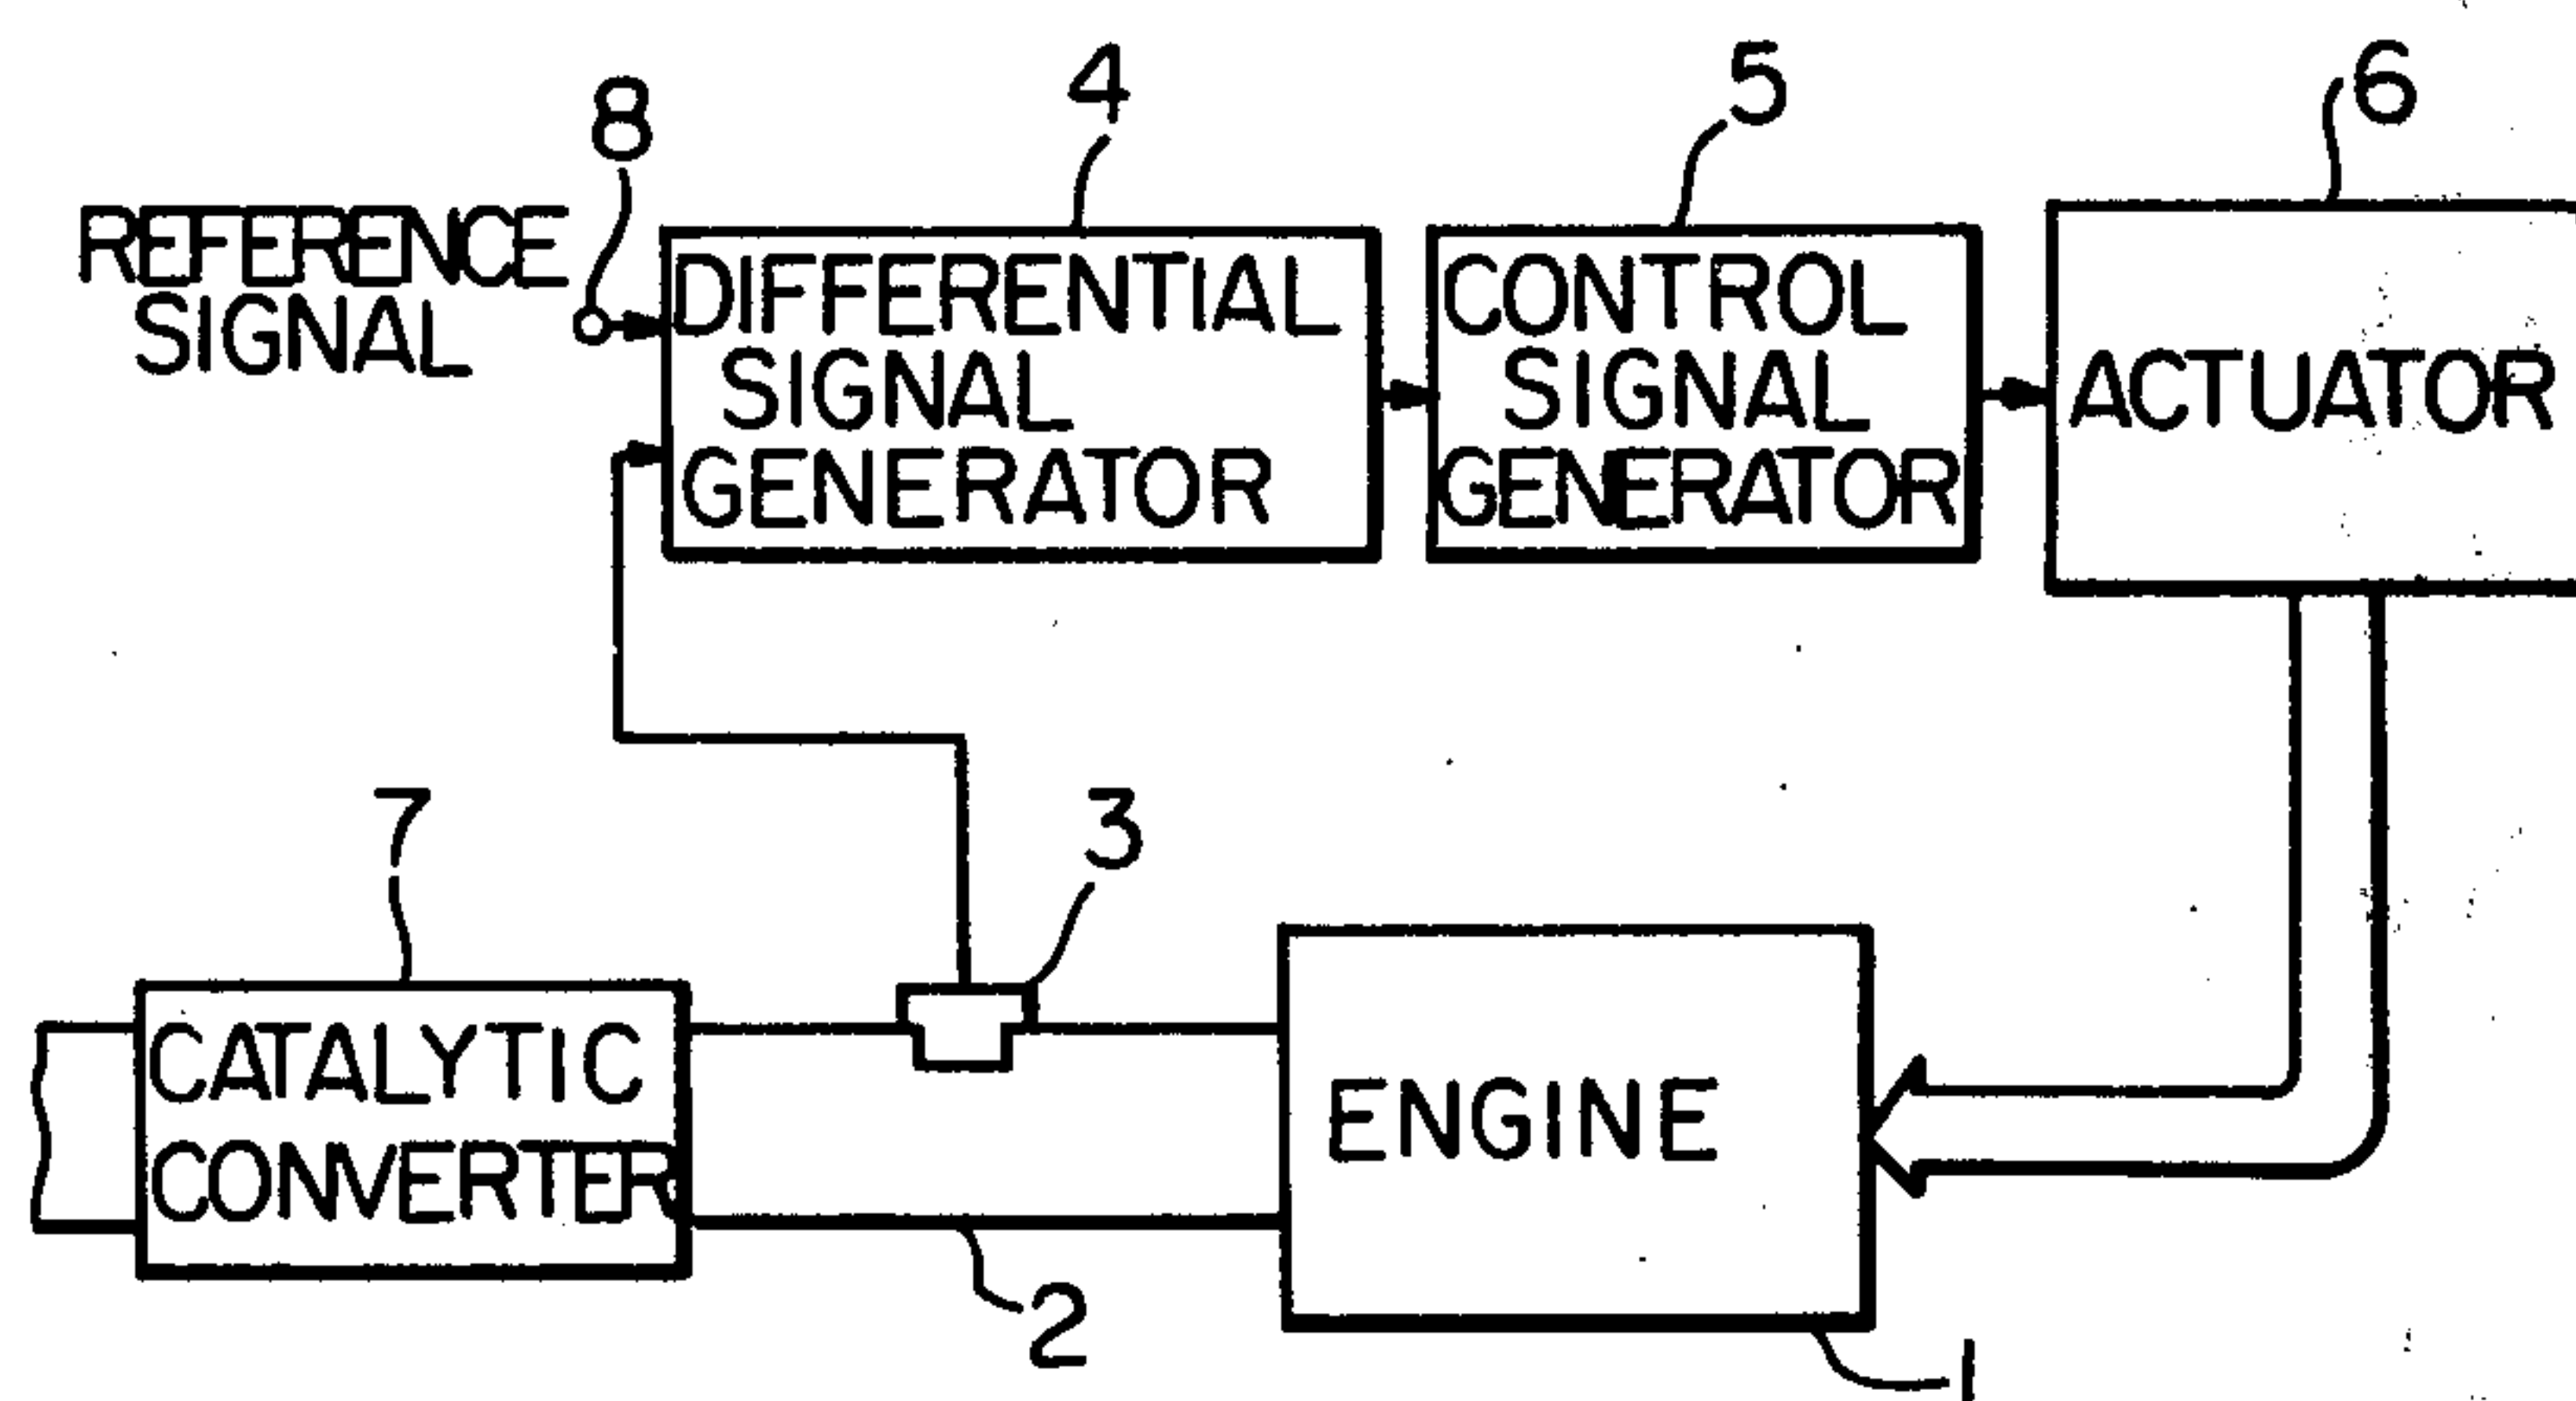 8
4
5
6
REFERENCE
SIGNAL
DIFFERENTIAL
SIGNAL
GENERATOR
CONTROL
SIGNAL
GENERATOR
ACTUATOR
7
3
CATALYTIC
CONVERTER
ENGINE
2
1